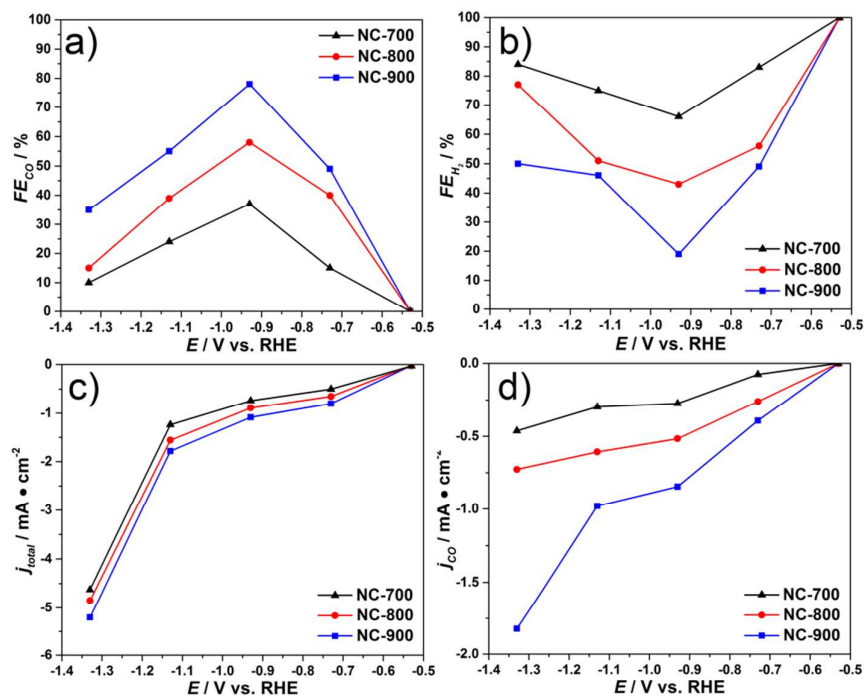 a)
NC-700
NC-800
NC-900
FE_CO / %
100
90
80
70
60
50
40
30
20
10
0
-1.4 -1.3 -1.2 -1.1 -1.0 -0.9 -0.8 -0.7 -0.6 -0.5
E / V vs. RHE
b)
FE_H2 / %
100
90
80
70
60
50
40
30
20
10
0
NC-700
NC-800
NC-900
-1.4 -1.3 -1.2 -1.1 -1.0 -0.9 -0.8 -0.7 -0.6 -0.5
E / V vs. RHE
c)
j_total / mA • cm⁻²
0
-1
-2
-3
-4
-5
-6
NC-700
NC-800
NC-900
-1.4 -1.3 -1.2 -1.1 -1.0 -0.9 -0.8 -0.7 -0.6 -0.5
E / V vs. RHE
d)
j_CO / mA • cm⁻²
0.0
-0.5
-1.0
-1.5
-2.0
NC-700
NC-800
NC-900
-1.4 -1.3 -1.2 -1.1 -1.0 -0.9 -0.8 -0.7 -0.6 -0.5
E / V vs. RHE